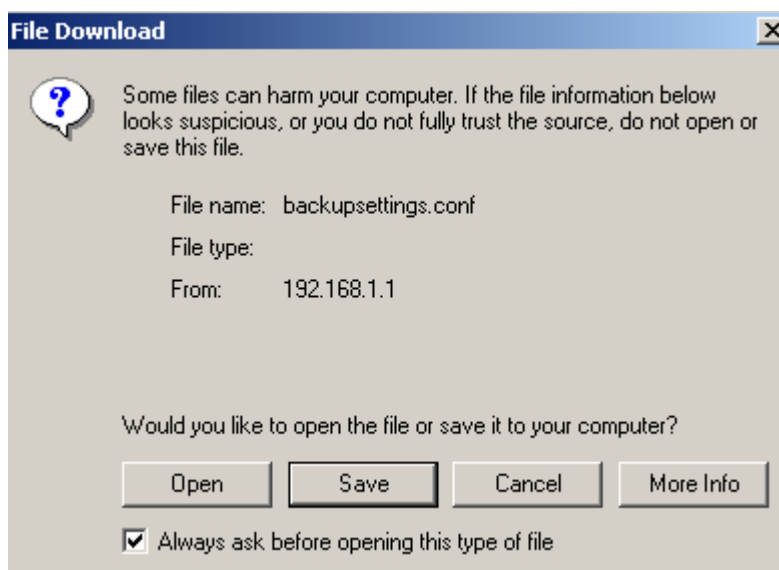 File Download
Some files can harm your computer. If the file information below
looks suspicious, or you do not fully trust the source, do not open or
save this file.
File name: backupsettings.conf
File type:
From: 192.168.1.1
Would you like to open the file or save it to your computer?
Open Save Cancel More Info
Always ask before opening this type of file